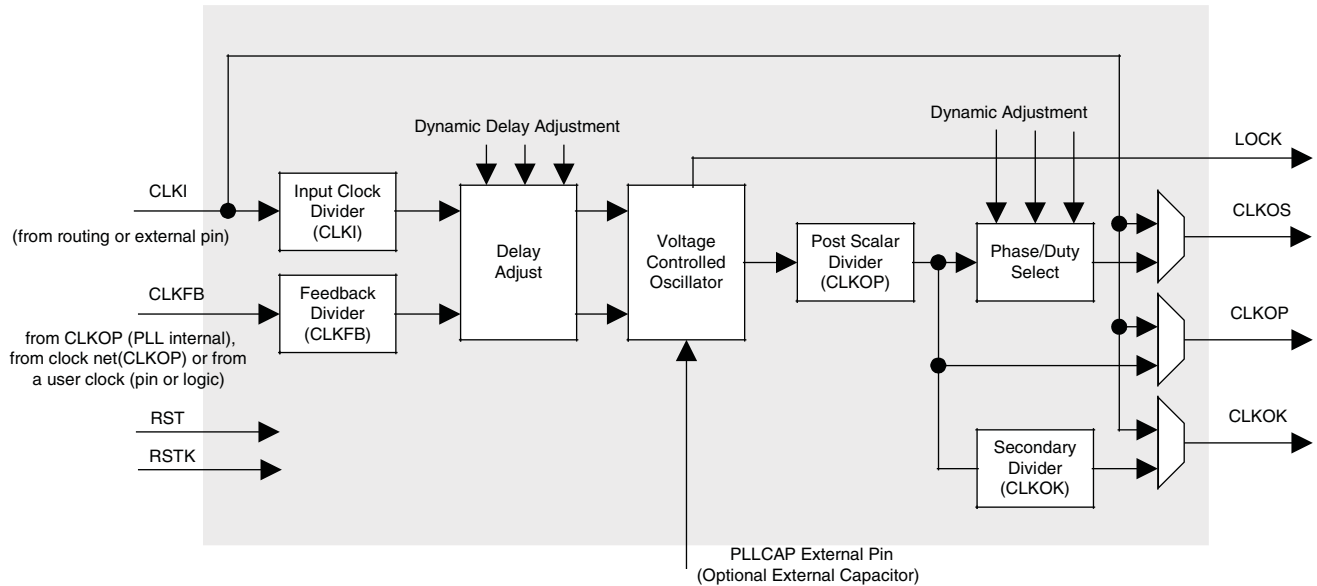 Dynamic Delay Adjustment
Dynamic Adjustment
LOCK
CLKI
(from routing or external pin)
Input Clock
Divider
(CLKI)
Delay
Adjust
Voltage
Controlled
Oscillator
Post Scalar
Divider
(CLKOP)
Phase/Duty
Select
CLKOS
CLKFB
from CLKOP (PLL internal),
from clock net(CLKOP) or from
a user clock (pin or logic)
Feedback
Divider
(CLKFB)
CLKOP
RST
RSTK
Secondary
Divider
(CLKOK)
CLKOK
PLLCAP External Pin
(Optional External Capacitor)